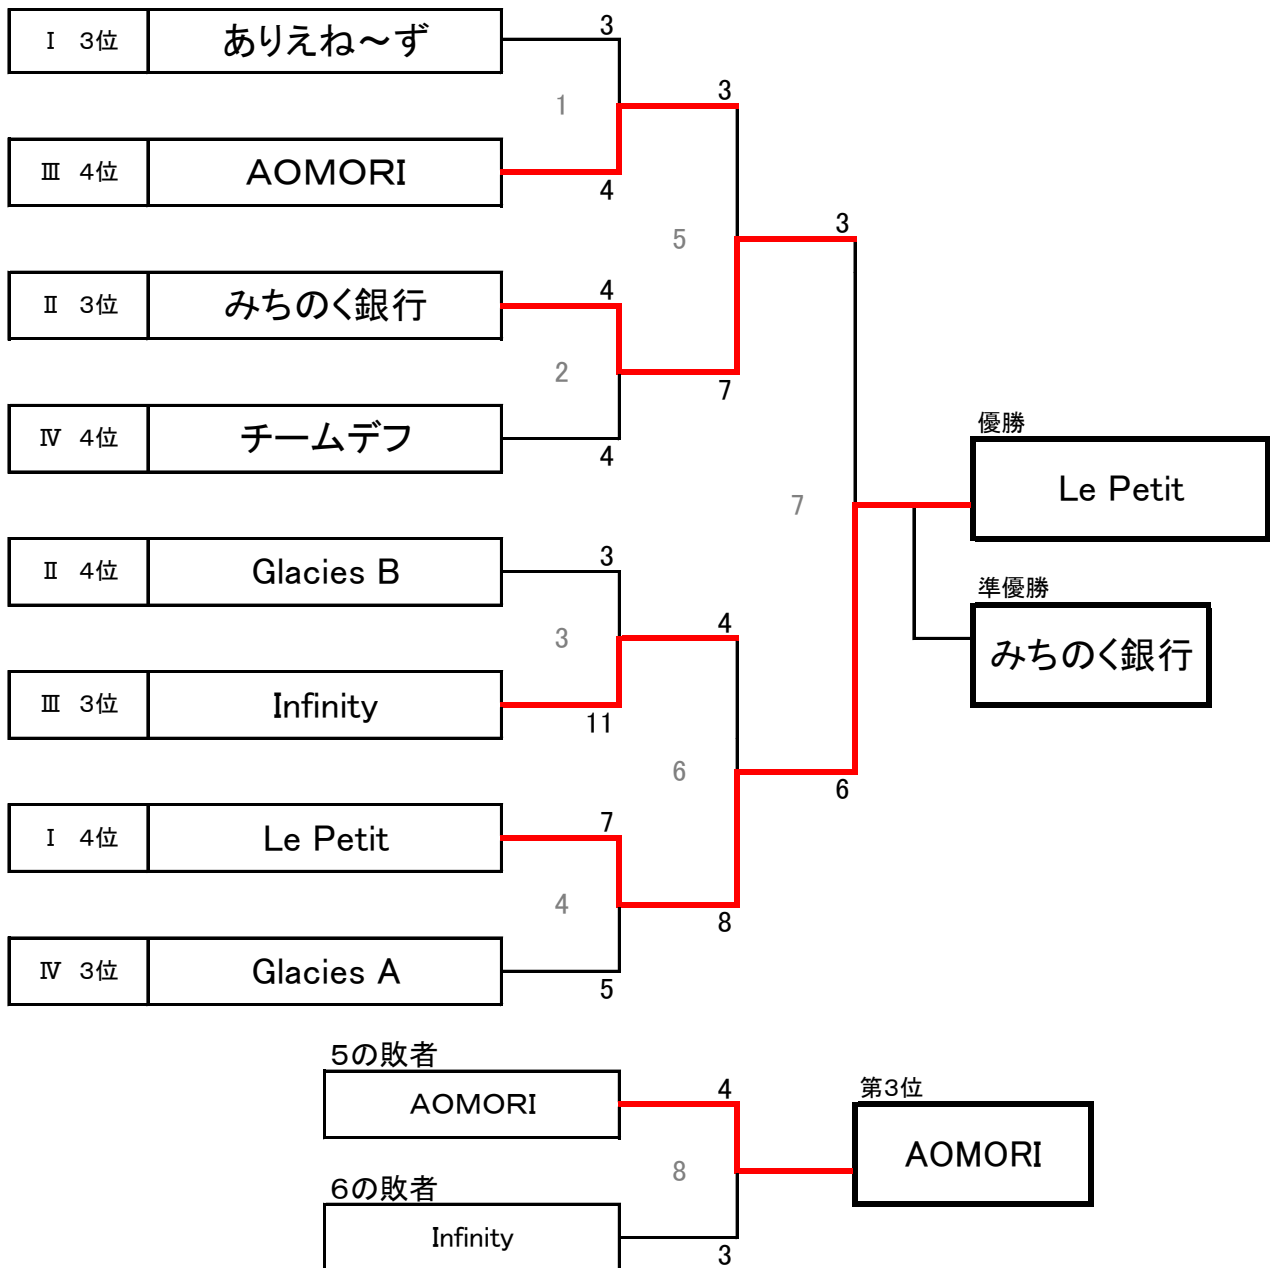 Ⅰ 3位 ありえね～ず 3
1
3
Ⅲ 4位 AOMORI 4
5
3
Ⅱ 3位 みちのく銀行 4
2
7
Ⅳ 4位 チームデフ 4
7
優勝
Le Petit
Ⅱ 4位 Glacies B 3
3
4
準優勝
みちのく銀行
Ⅲ 3位 Infinity 11
6
6
Ⅰ 4位 Le Petit 7
4
8
Ⅳ 3位 Glacies A 5
5の敗者
AOMORI 4
8
第3位
AOMORI
6の敗者
Infinity 3